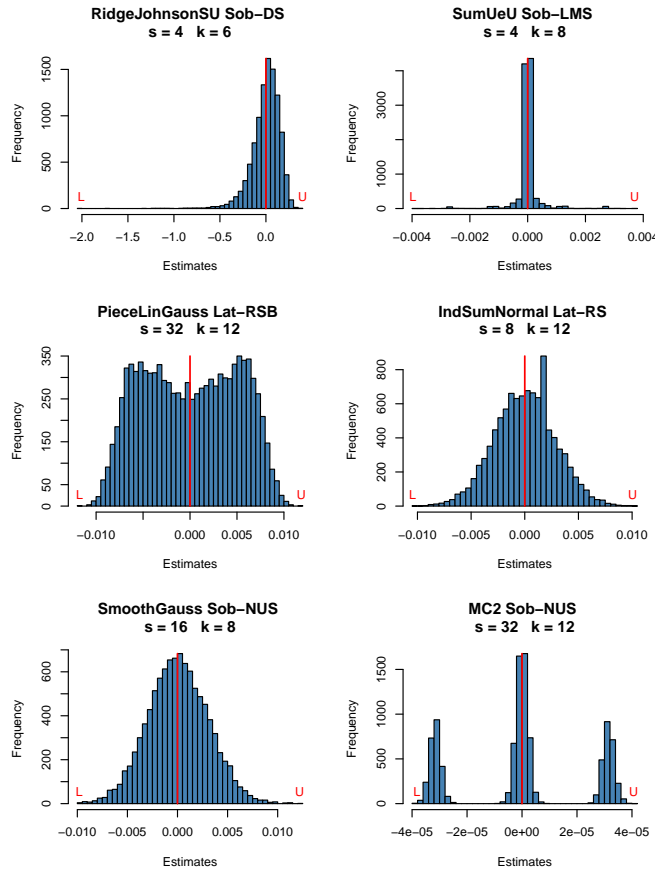 RidgeJohnsonSU Sob−DS
s = 4   k = 6
Frequency
0
500
1000
1500
L
U
−2.0
−1.5
−1.0
−0.5
0.0
Estimates
SumUeU Sob−LMS
s = 4   k = 8
Frequency
0
1000
3000
L
U
−0.004
−0.002
0.000
0.002
0.004
Estimates
PieceLinGauss Lat−RSB
s = 32   k = 12
Frequency
0
50
150
250
350
L
U
−0.010
0.000
0.005
0.010
Estimates
IndSumNormal Lat−RS
s = 8   k = 12
Frequency
0
200
400
600
800
L
U
−0.010
−0.005
0.000
0.005
0.010
Estimates
SmoothGauss Sob−NUS
s = 16   k = 8
Frequency
0
200
400
600
L
U
−0.010
−0.005
0.000
0.005
0.010
Estimates
MC2 Sob−NUS
s = 32   k = 12
Frequency
0
500
1000
1500
L
U
−4e−05
−2e−05
0e+00
2e−05
4e−05
Estimates